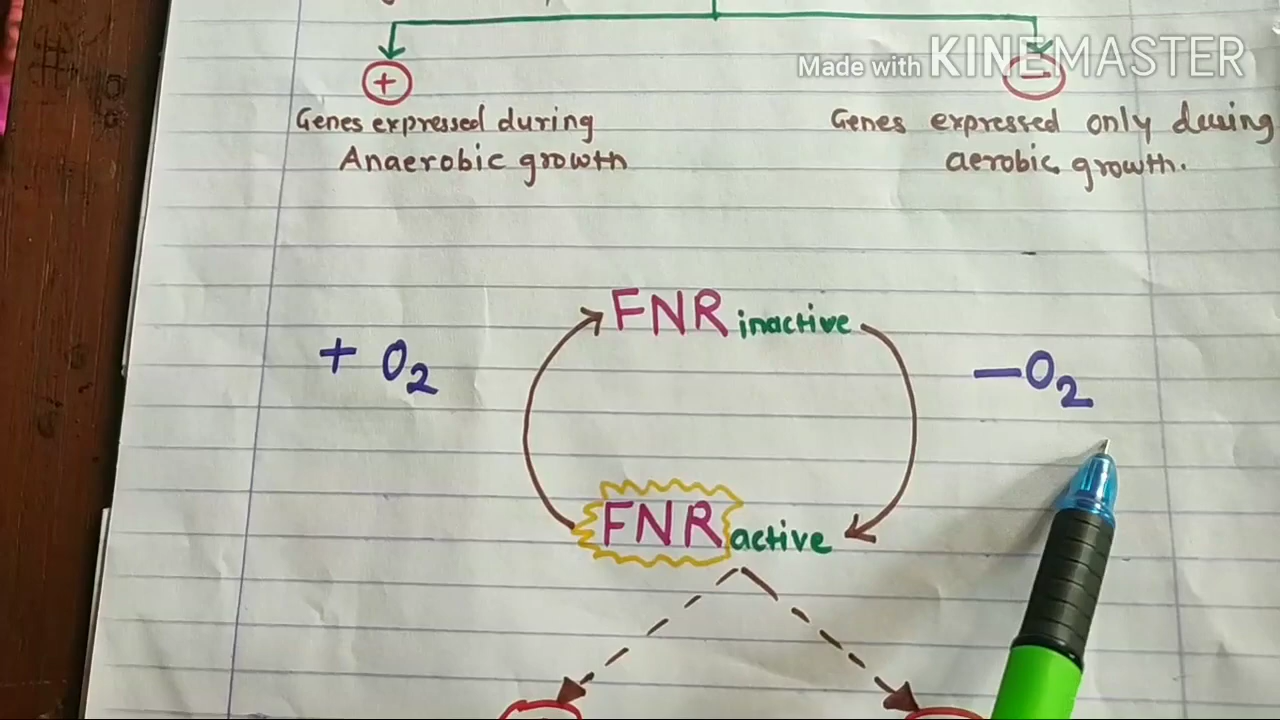 Made with KINEMASTER
+
−
Genes expressed during
Anaerobic growth
Genes expressed only during
aerobic growth.
FNR inactive
+ O₂
−O₂
FNR active